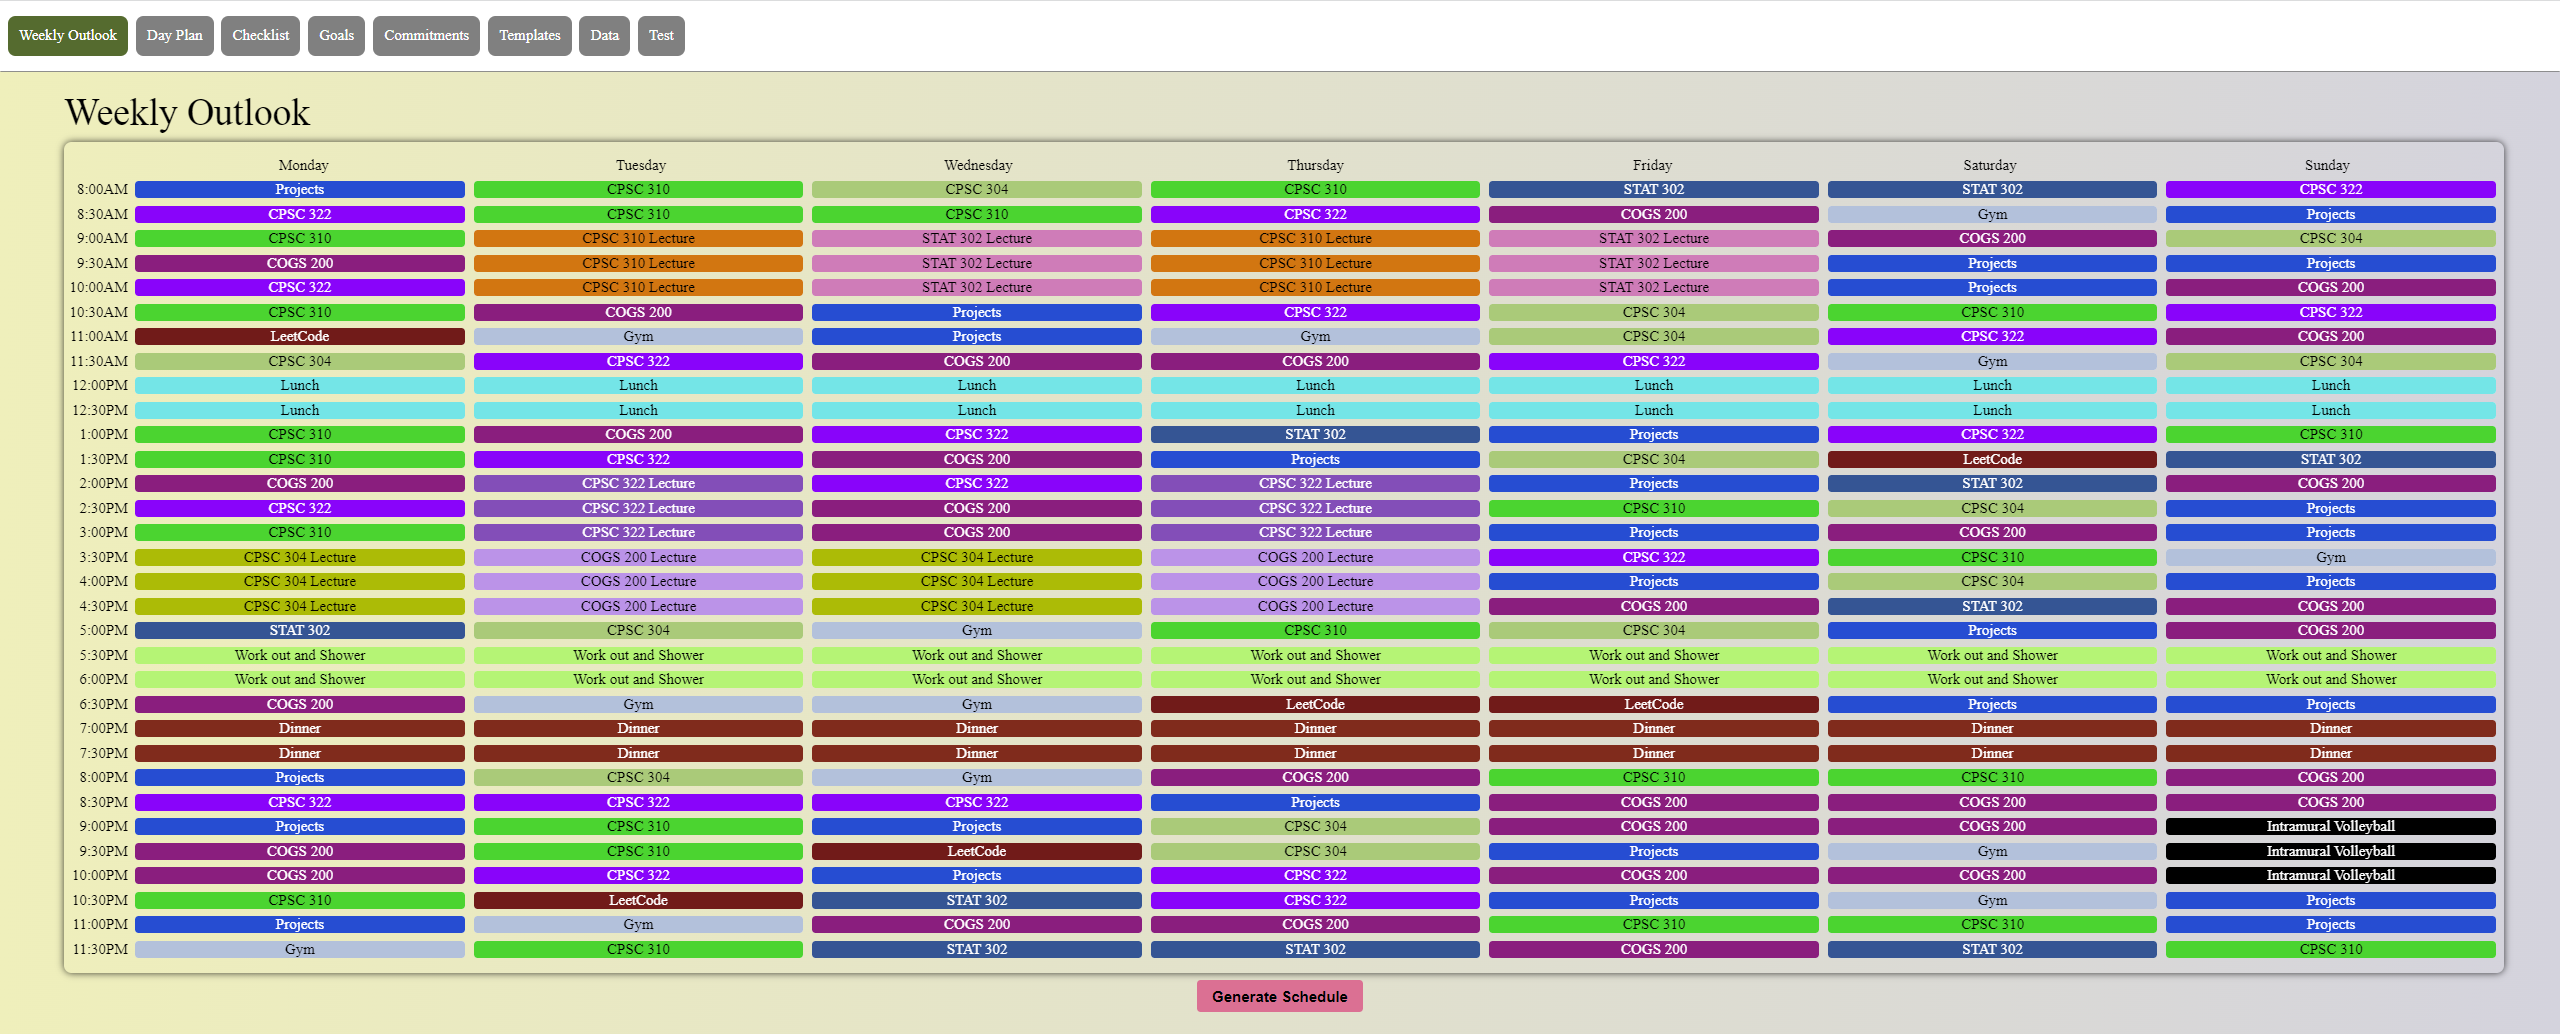 Weekly Outlook Day Plan Checklist Goals Commitments Templates Data Test
Weekly Outlook
Monday Tuesday Wednesday Thursday Friday Saturday Sunday
8:00AM Projects CPSC 310 CPSC 304 CPSC 310 STAT 302 STAT 302 CPSC 322
8:30AM CPSC 322 CPSC 310 CPSC 310 CPSC 322 COGS 200 Gym Projects
9:00AM CPSC 310 CPSC 310 Lecture STAT 302 Lecture CPSC 310 Lecture STAT 302 Lecture COGS 200 CPSC 304
9:30AM COGS 200 CPSC 310 Lecture STAT 302 Lecture CPSC 310 Lecture STAT 302 Lecture Projects Projects
10:00AM CPSC 322 CPSC 310 Lecture STAT 302 Lecture CPSC 310 Lecture STAT 302 Lecture Projects COGS 200
10:30AM CPSC 310 COGS 200 Projects CPSC 322 CPSC 304 CPSC 310 CPSC 322
11:00AM LeetCode Gym Projects Gym CPSC 304 CPSC 322 COGS 200
11:30AM CPSC 304 CPSC 322 COGS 200 COGS 200 CPSC 322 Gym CPSC 304
12:00PM Lunch Lunch Lunch Lunch Lunch Lunch Lunch
12:30PM Lunch Lunch Lunch Lunch Lunch Lunch Lunch
1:00PM CPSC 310 COGS 200 CPSC 322 STAT 302 Projects CPSC 322 CPSC 310
1:30PM CPSC 310 CPSC 322 COGS 200 Projects CPSC 304 LeetCode STAT 302
2:00PM COGS 200 CPSC 322 Lecture CPSC 322 CPSC 322 Lecture Projects STAT 302 COGS 200
2:30PM CPSC 322 CPSC 322 Lecture COGS 200 CPSC 322 Lecture CPSC 310 CPSC 304 Projects
3:00PM CPSC 310 CPSC 322 Lecture COGS 200 CPSC 322 Lecture Projects COGS 200 Projects
3:30PM CPSC 304 Lecture COGS 200 Lecture CPSC 304 Lecture COGS 200 Lecture CPSC 322 CPSC 310 Gym
4:00PM CPSC 304 Lecture COGS 200 Lecture CPSC 304 Lecture COGS 200 Lecture Projects CPSC 304 Projects
4:30PM CPSC 304 Lecture COGS 200 Lecture CPSC 304 Lecture COGS 200 Lecture COGS 200 STAT 302 COGS 200
5:00PM STAT 302 CPSC 304 Gym CPSC 310 CPSC 304 Projects COGS 200
5:30PM Work out and Shower Work out and Shower Work out and Shower Work out and Shower Work out and Shower Work out and Shower Work out and Shower
6:00PM Work out and Shower Work out and Shower Work out and Shower Work out and Shower Work out and Shower Work out and Shower Work out and Shower
6:30PM COGS 200 Gym Gym LeetCode LeetCode Projects Projects
7:00PM Dinner Dinner Dinner Dinner Dinner Dinner Dinner
7:30PM Dinner Dinner Dinner Dinner Dinner Dinner Dinner
8:00PM Projects CPSC 304 Gym COGS 200 CPSC 310 CPSC 310 COGS 200
8:30PM CPSC 322 CPSC 322 CPSC 322 Projects COGS 200 COGS 200 COGS 200
9:00PM Projects CPSC 310 Projects CPSC 304 COGS 200 COGS 200 Intramural Volleyball
9:30PM COGS 200 CPSC 310 LeetCode CPSC 304 Projects Gym Intramural Volleyball
10:00PM COGS 200 CPSC 322 Projects CPSC 322 COGS 200 COGS 200 Intramural Volleyball
10:30PM CPSC 310 LeetCode STAT 302 CPSC 322 Projects Gym Projects
11:00PM Projects Gym COGS 200 COGS 200 CPSC 310 CPSC 310 Projects
11:30PM Gym CPSC 310 STAT 302 STAT 302 COGS 200 STAT 302 CPSC 310
Generate Schedule